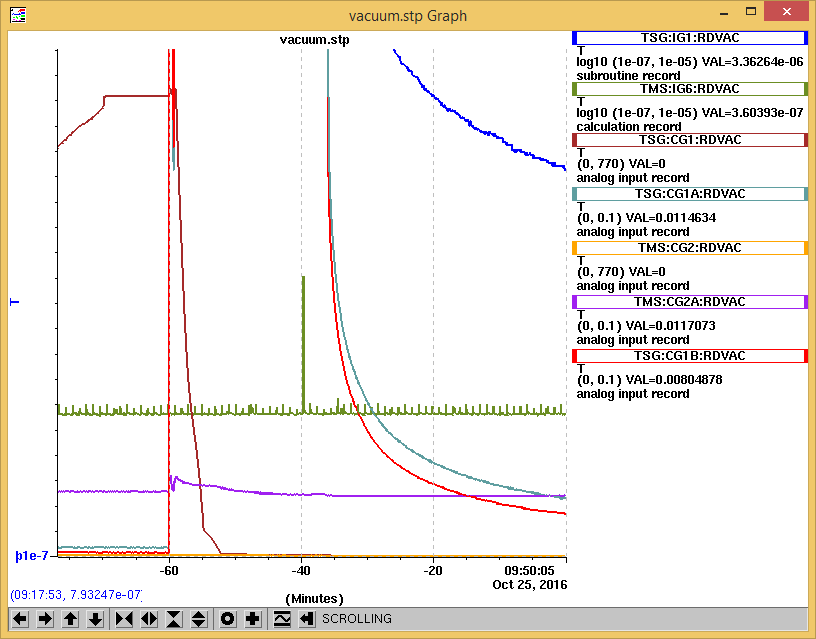 vacuum.stp Graph
vacuum.stp
T
-60
-40
-20
09:50:05
Oct 25, 2016
(Minutes)
(09:17:53, 7.93247e-07)
TSG:IG1:RDVAC
T
log10 (1e-07, 1e-05) VAL=3.36264e-06
subroutine record
TMS:IG6:RDVAC
T
log10 (1e-07, 1e-05) VAL=3.60393e-07
calculation record
TSG:CG1:RDVAC
T
(0, 770) VAL=0
analog input record
TSG:CG1A:RDVAC
T
(0, 0.1) VAL=0.0114634
analog input record
TMS:CG2:RDVAC
T
(0, 770) VAL=0
analog input record
TMS:CG2A:RDVAC
T
(0, 0.1) VAL=0.0117073
analog input record
TSG:CG1B:RDVAC
T
(0, 0.1) VAL=0.00804878
analog input record
SCROLLING